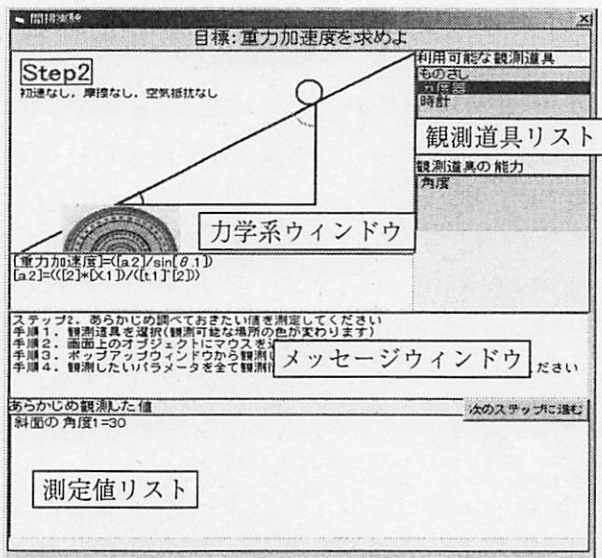 開接実験
目標:重力加速度を求めよ
Step2
初速なし，摩擦なし，空気抵抗なし
利用可能な観測道具
ものさし
分度器
時計
観測道具リスト
観測道具の能力
角度
力学系ウィンドウ
[重力加速度]=([a.2]/sin[θ.1])
[a.2]=(([2]*[X.1])/([t.1]^[2]))
ステップ2．あらかじめ調べておきたい値を測定してください
手順1．観測道具を選択(観測可能な場所の色が変わります)
手順2．画面上のオブジェクトにマウスを
手順3．ポップアップウィンドウから観測
手順4．観測したいパラメータを全て観測
ださい
メッセージウィンドウ
あらかじめ観測した値
次のステップに進む
斜面の角度1=30
測定値リスト